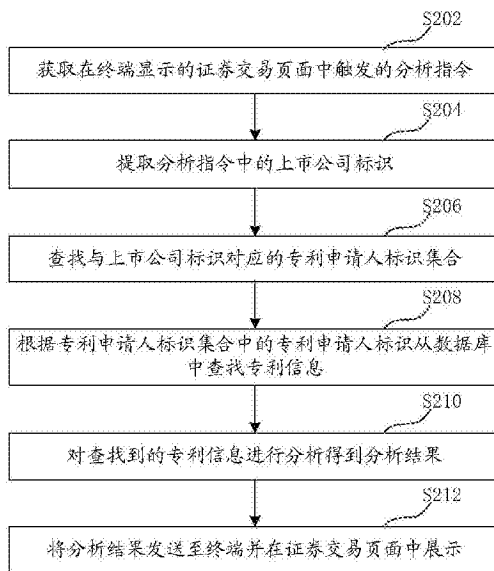 S202
获取在终端显示的证券交易页面中触发的分析指令
S204
提取分析指令中的上市公司标识
S206
查找与上市公司标识对应的专利申请人标识集合
S208
根据专利申请人标识集合中的专利申请人标识从数据库
中查找专利信息
S210
对查找到的专利信息进行分析得到分析结果
S212
将分析结果发送至终端并在证券交易页面中展示